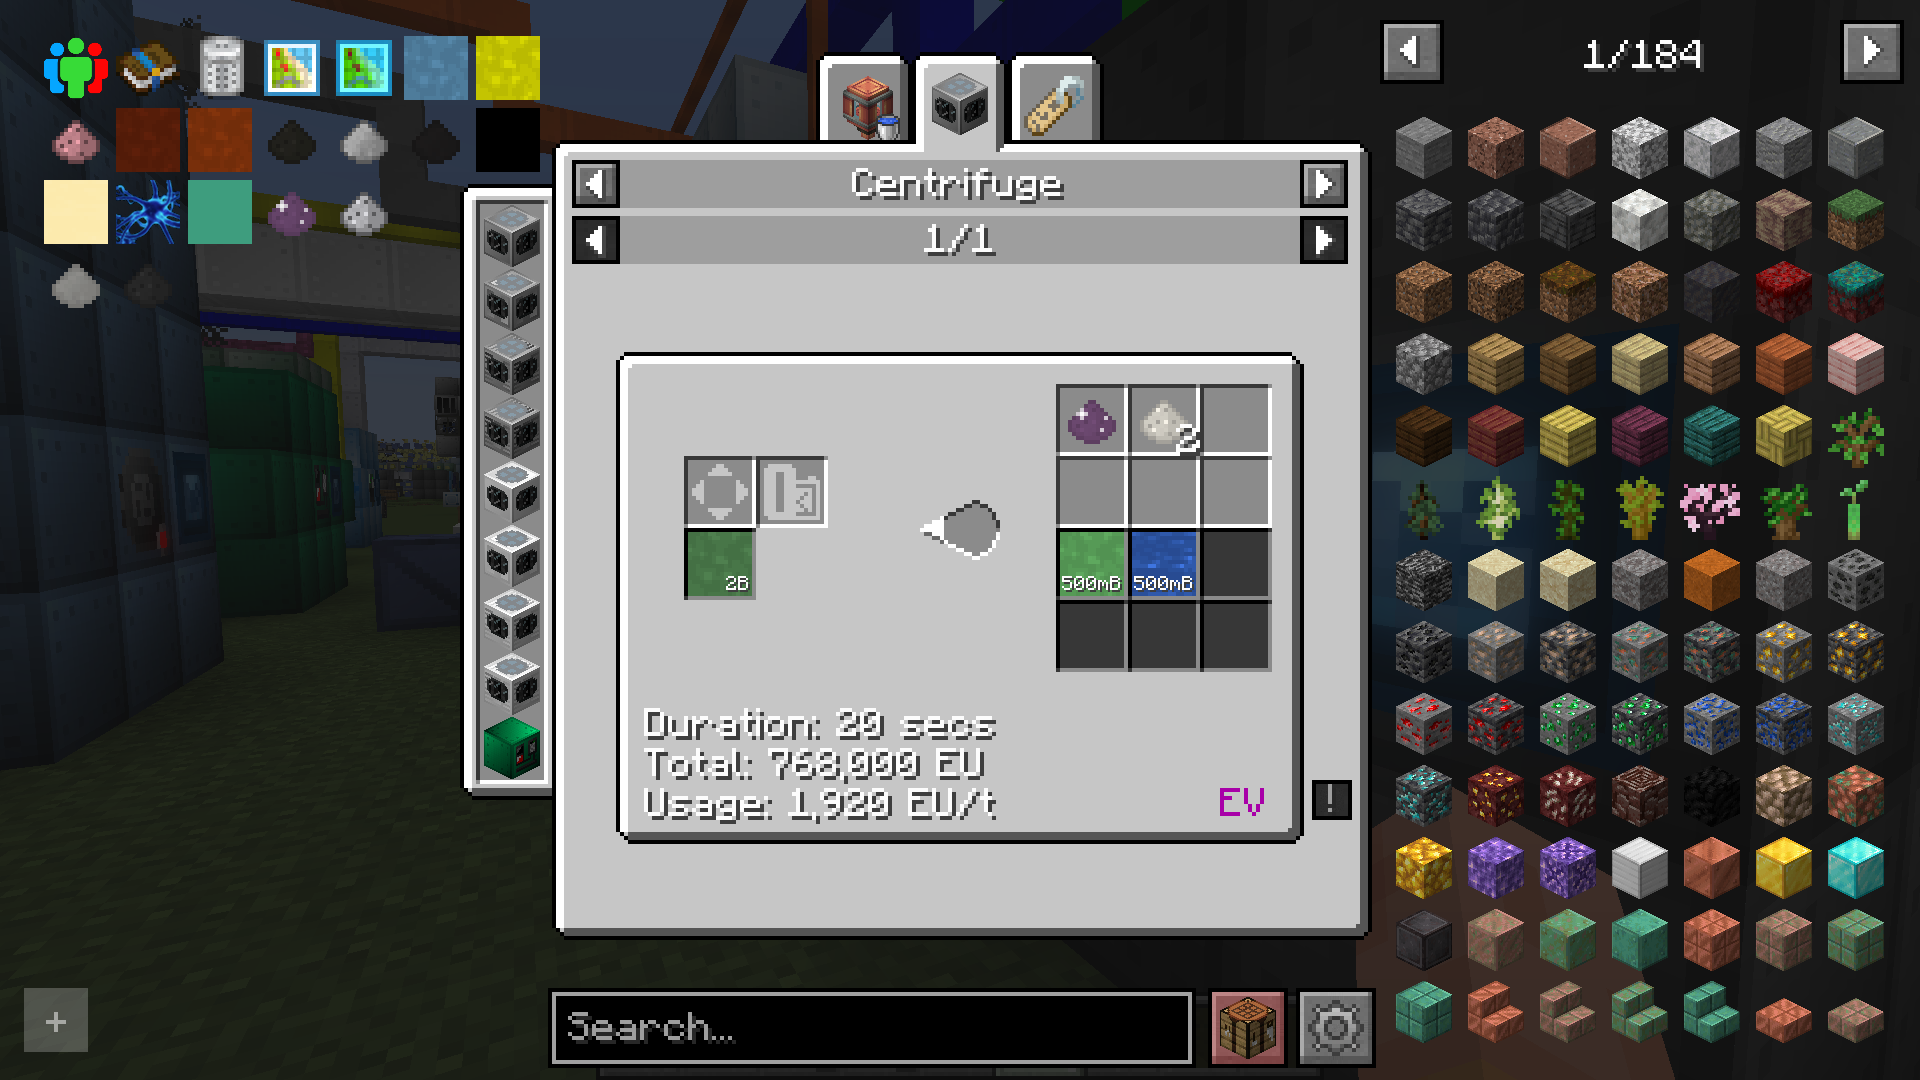 1/184
Centrifuge
1/1
2
2B
500mB 500mB
Duration: 20 secs
Total: 768,000 EU
Usage: 1,920 EU/t
EV
!
Search...
+